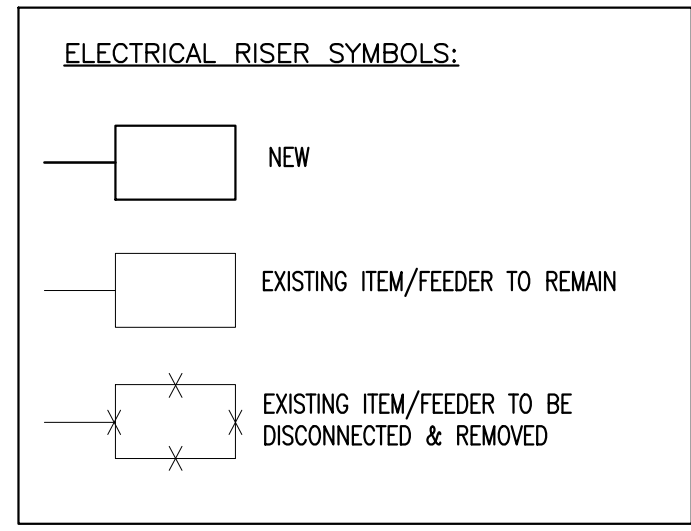 ELECTRICAL RISER SYMBOLS:
NEW
EXISTING ITEM/FEEDER TO REMAIN
EXISTING ITEM/FEEDER TO BE
DISCONNECTED & REMOVED